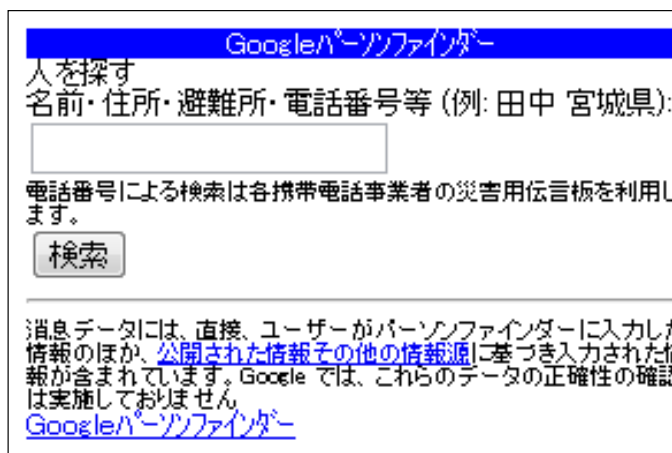 Googleﾊﾟｰｿﾝﾌｧｲﾝﾀﾞｰ
人を探す
名前・住所・避難所・電話番号等 (例: 田中 宮城県):
電話番号による検索は各携帯電話事業者の災害用伝言板を利用し
ます。
検索
消息データには、直接、ユーザーがパーソンファインダーに入力した
情報のほか、公開された情報その他の情報源に基づき入力された情
報が含まれています。Google では、これらのデータの正確性の確認
は実施しておりません
Googleﾊﾟｰｿﾝﾌｧｲﾝﾀﾞｰ